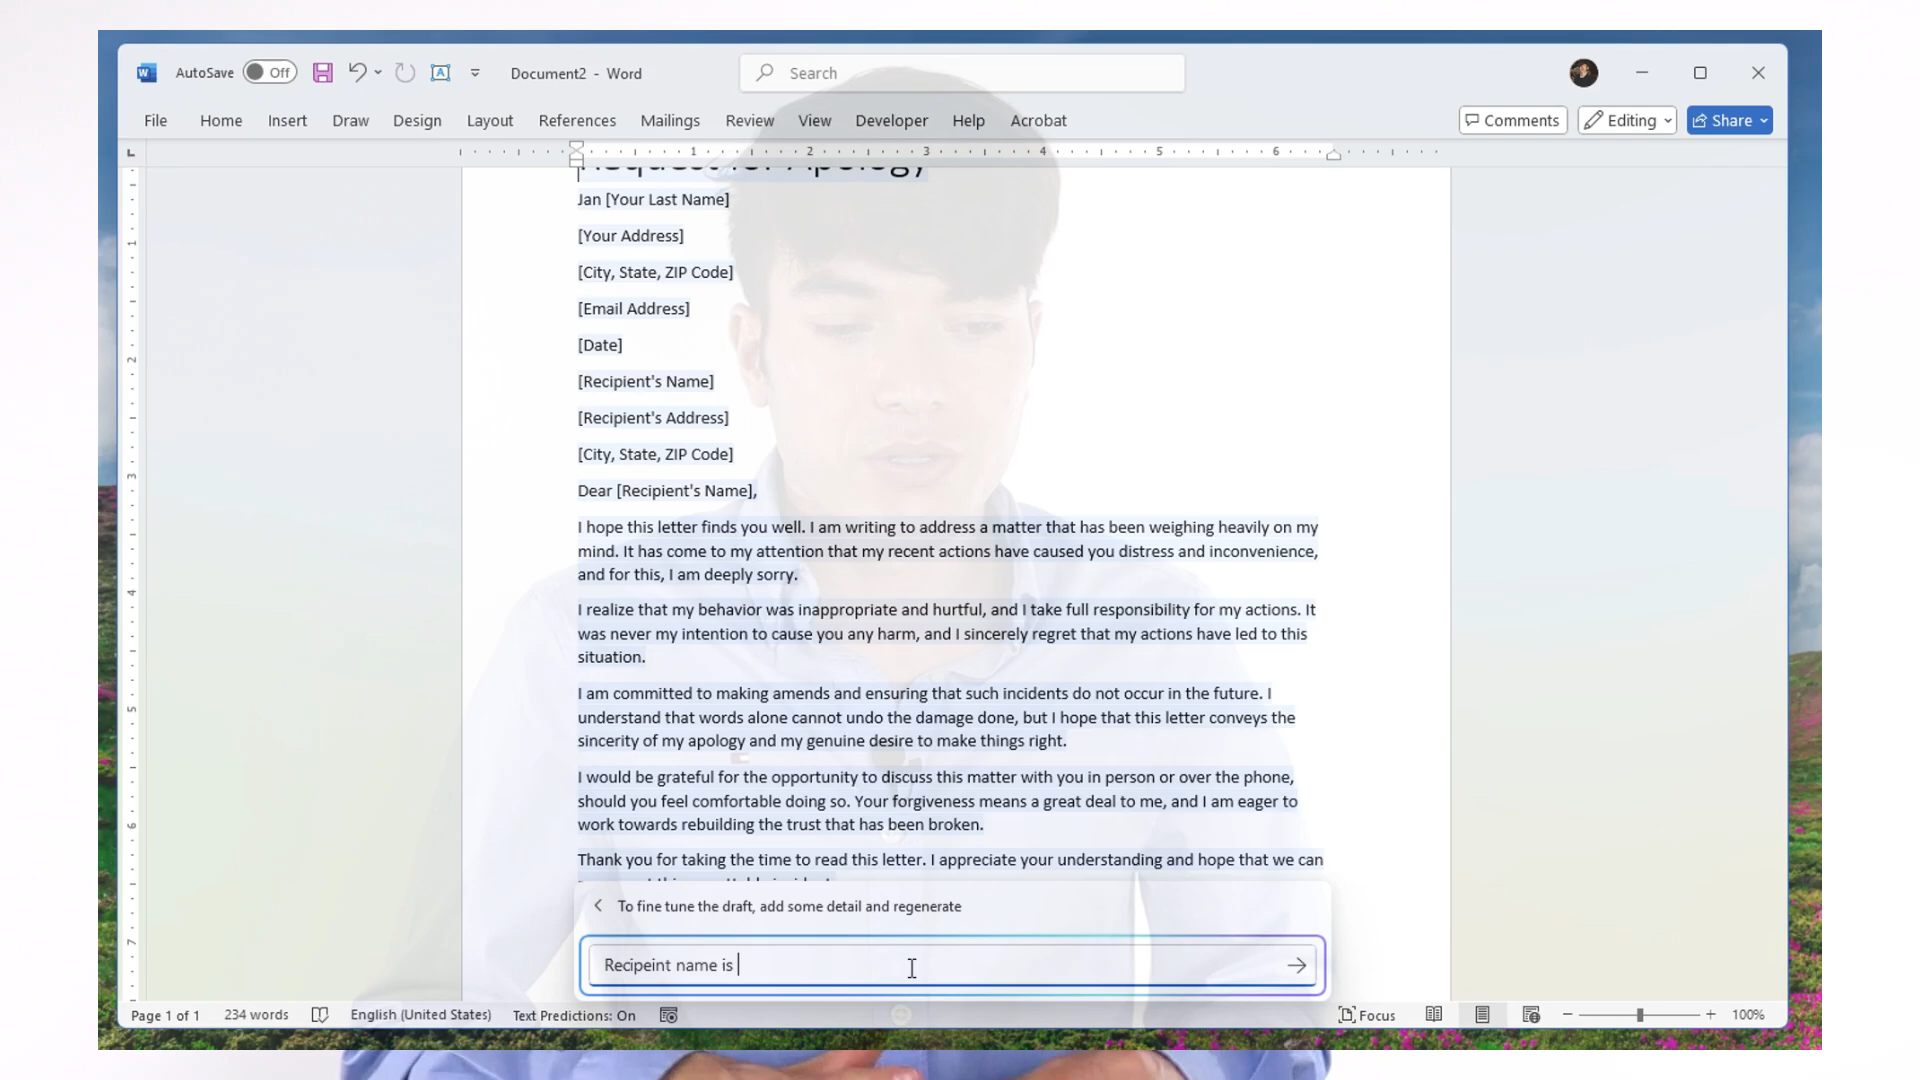 AutoSave Off Document2 - Word Search
File Home Insert Draw Design Layout References Mailings Review View Developer Help Acrobat Comments Editing Share
1 2 3 4 5 6
Request for Apology
Jan [Your Last Name]
[Your Address]
[City, State, ZIP Code]
[Email Address]
[Date]
[Recipient's Name]
[Recipient's Address]
[City, State, ZIP Code]
Dear [Recipient's Name],
I hope this letter finds you well. I am writing to address a matter that has been weighing heavily on my
mind. It has come to my attention that my recent actions have caused you distress and inconvenience,
and for this, I am deeply sorry.
I realize that my behavior was inappropriate and hurtful, and I take full responsibility for my actions. It
was never my intention to cause you any harm, and I sincerely regret that my actions have led to this
situation.
I am committed to making amends and ensuring that such incidents do not occur in the future. I
understand that words alone cannot undo the damage done, but I hope that this letter conveys the
sincerity of my apology and my genuine desire to make things right.
I would be grateful for the opportunity to discuss this matter with you in person or over the phone,
should you feel comfortable doing so. Your forgiveness means a great deal to me, and I am eager to
work towards rebuilding the trust that has been broken.
Thank you for taking the time to read this letter. I appreciate your understanding and hope that we can
To fine tune the draft, add some detail and regenerate
Recipeint name is
Page 1 of 1 234 words English (United States) Text Predictions: On Focus 100%